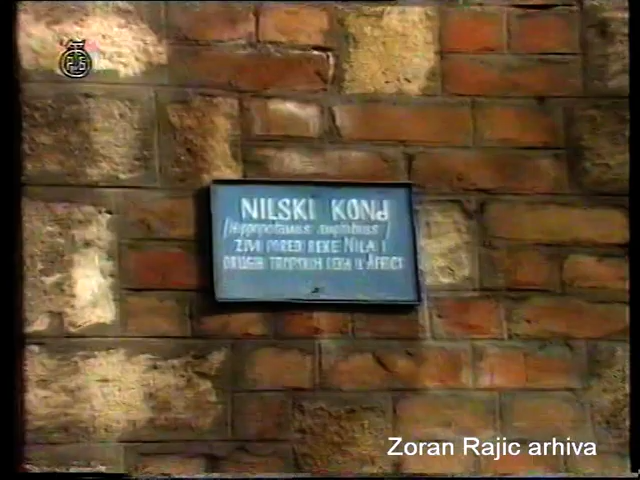 NILSKI KONJ
/Hippopotamus amphibius/
ŽIVI PORED REKE NILA I
DRUGIH TROPSKIH REKA U AFRICI
Zoran Rajic arhiva